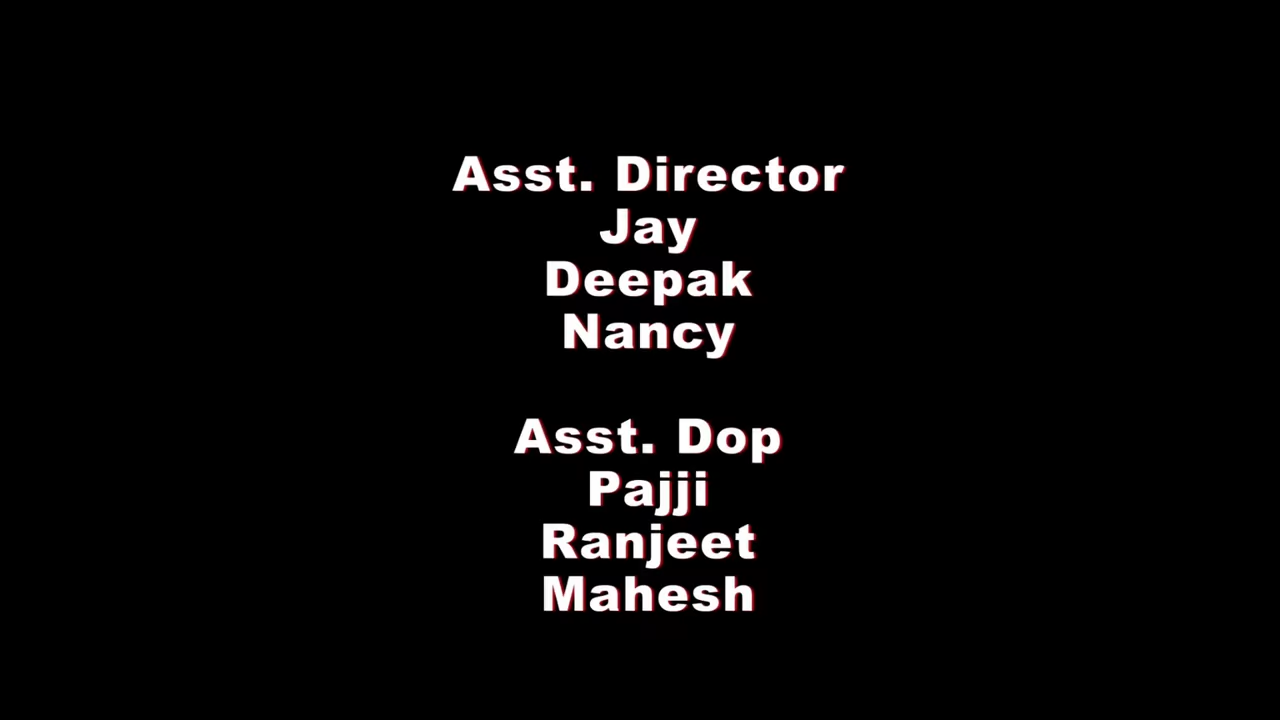 Asst. Director
Jay
Deepak
Nancy
Asst. Dop
Pajji
Ranjeet
Mahesh